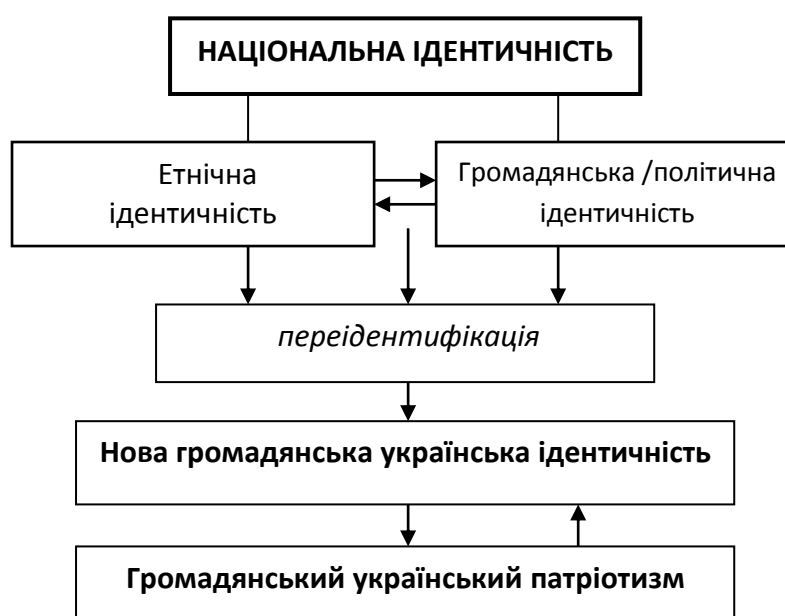 НАЦІОНАЛЬНА ІДЕНТИЧНІСТЬ
Етнічна
ідентичність
Громадянська /політична
ідентичність
переідентифікація
Нова громадянська українська ідентичність
Громадянський український патріотизм